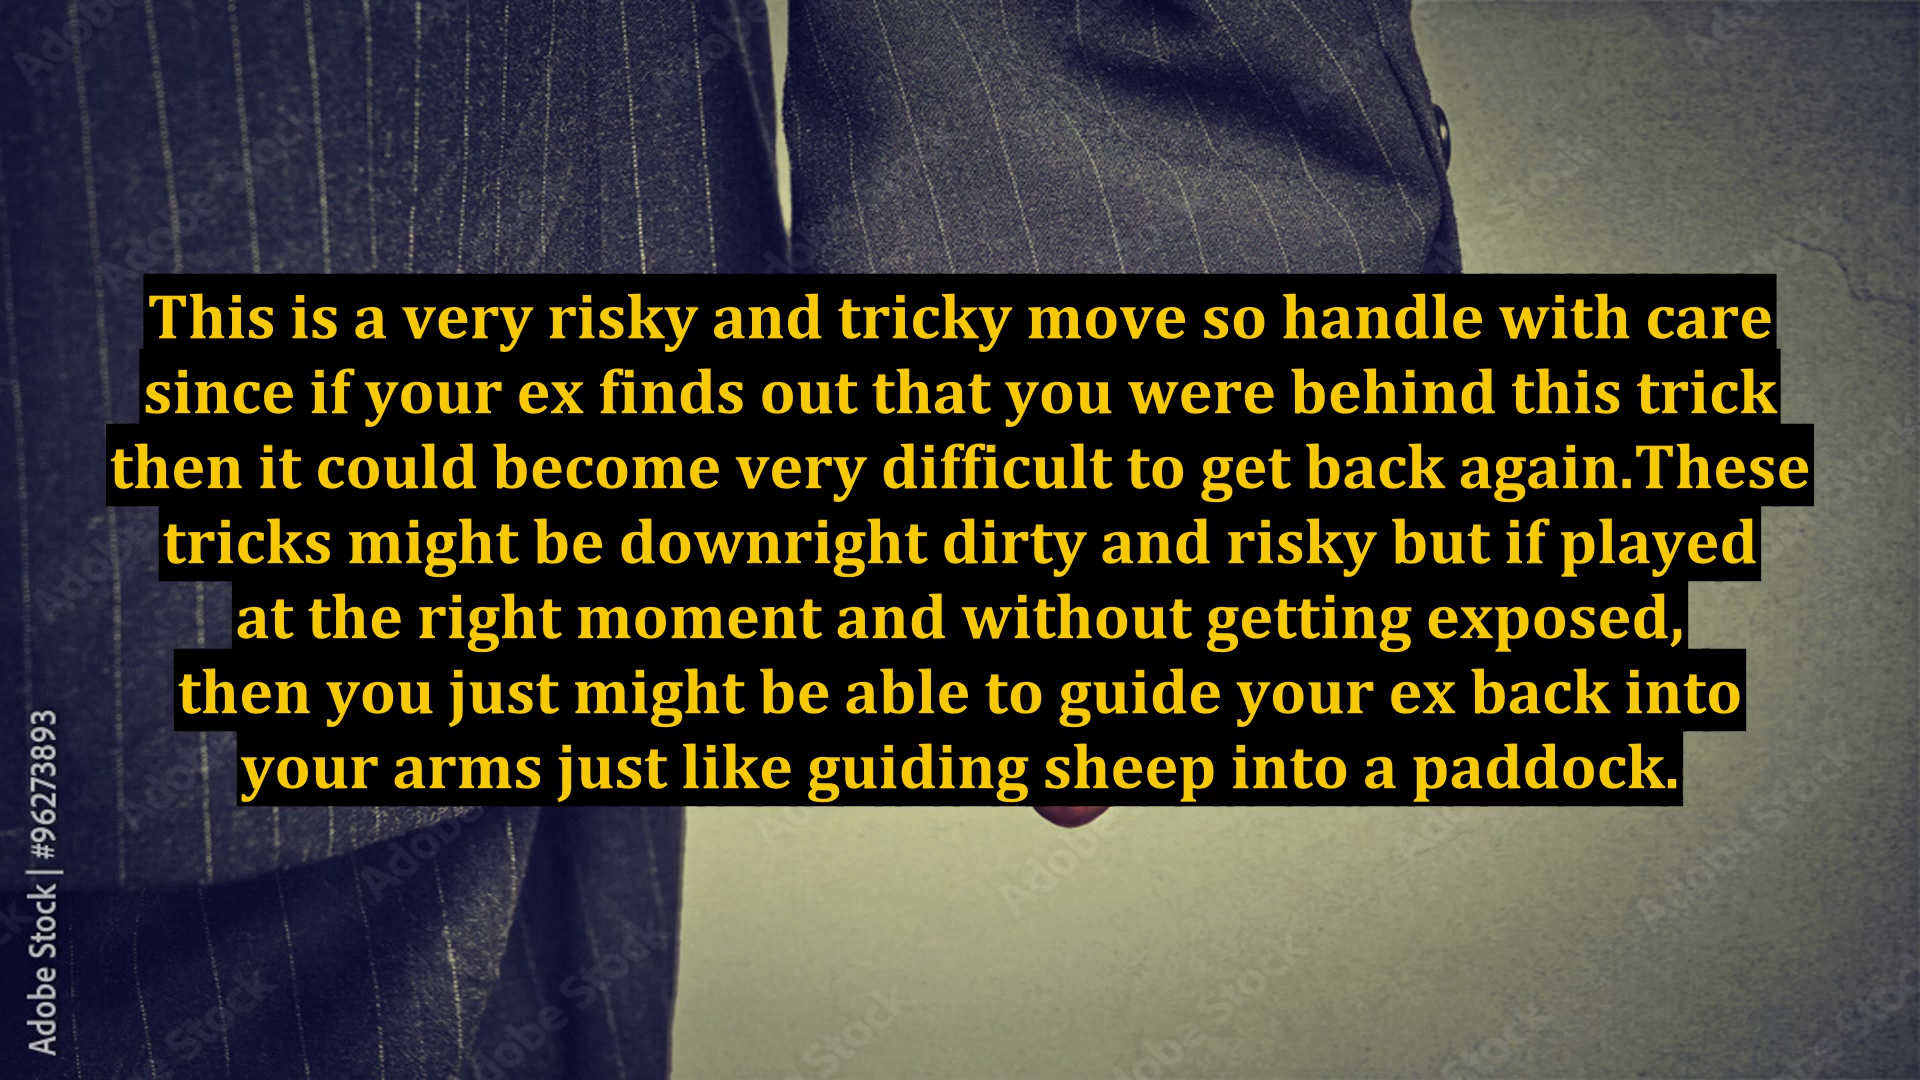 This is a very risky and tricky move so handle with care
since if your ex finds out that you were behind this trick
then it could become very difficult to get back again.These
tricks might be downright dirty and risky but if played
at the right moment and without getting exposed,
then you just might be able to guide your ex back into
your arms just like guiding sheep into a paddock.
Adobe Stock | #962738893